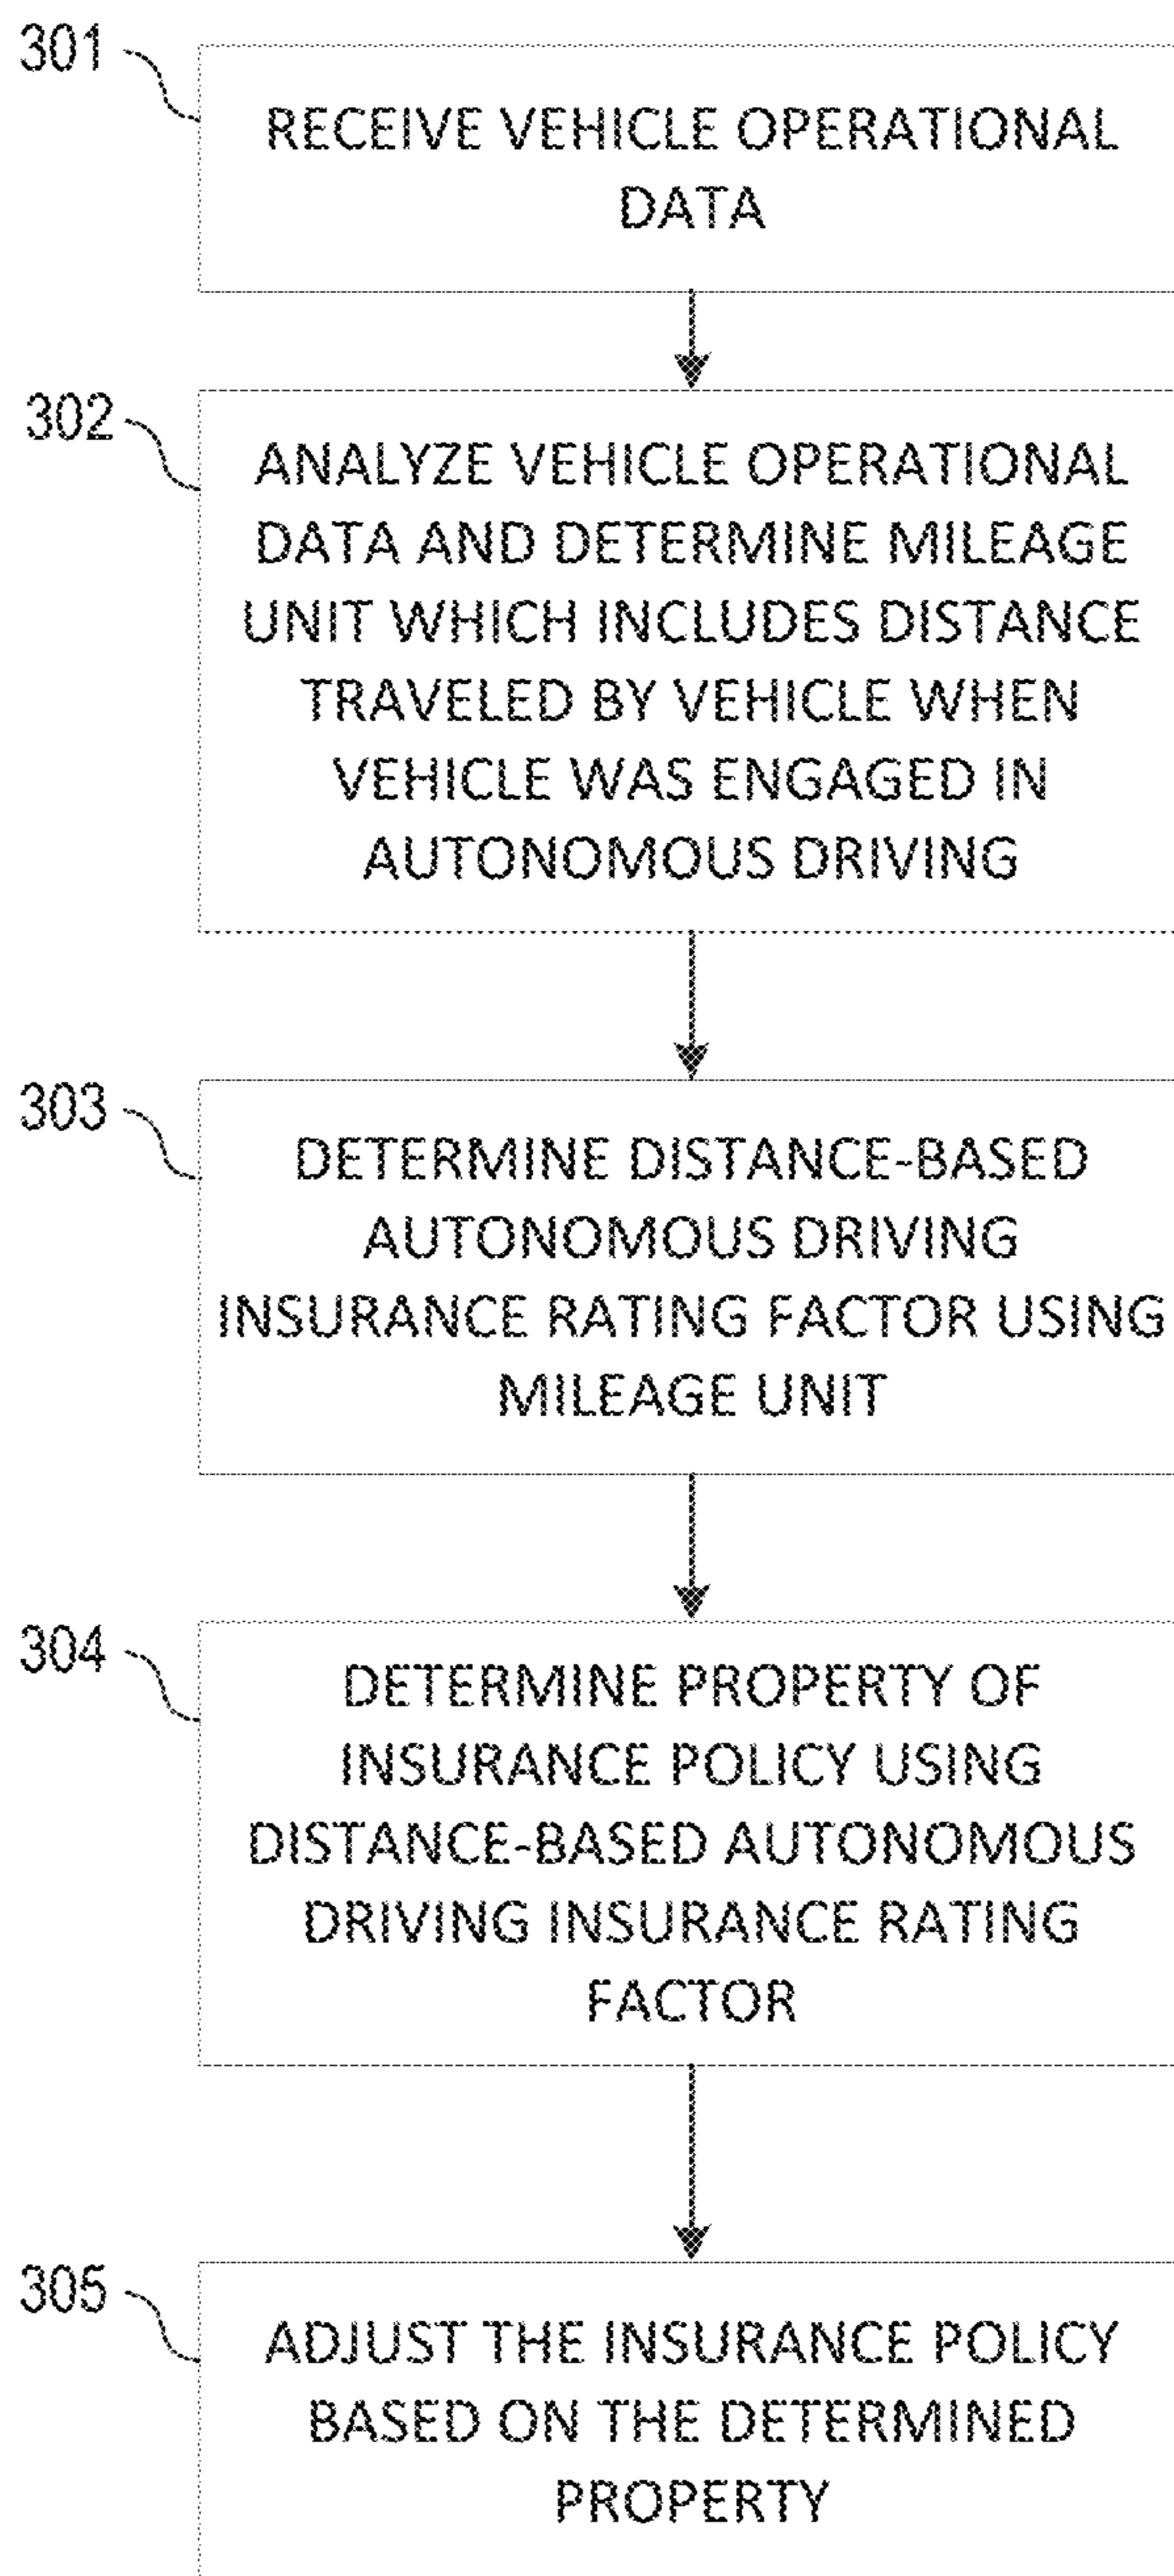 301
RECEIVE VEHICLE OPERATIONAL
DATA
302
ANALYZE VEHICLE OPERATIONAL
DATA AND DETERMINE MILEAGE
UNIT WHICH INCLUDES DISTANCE
TRAVELED BY VEHICLE WHEN
VEHICLE WAS ENGAGED IN
AUTONOMOUS DRIVING
303
DETERMINE DISTANCE-BASED
AUTONOMOUS DRIVING
INSURANCE RATING FACTOR USING
MILEAGE UNIT
304
DETERMINE PROPERTY OF
INSURANCE POLICY USING
DISTANCE-BASED AUTONOMOUS
DRIVING INSURANCE RATING
FACTOR
305
ADJUST THE INSURANCE POLICY
BASED ON THE DETERMINED
PROPERTY